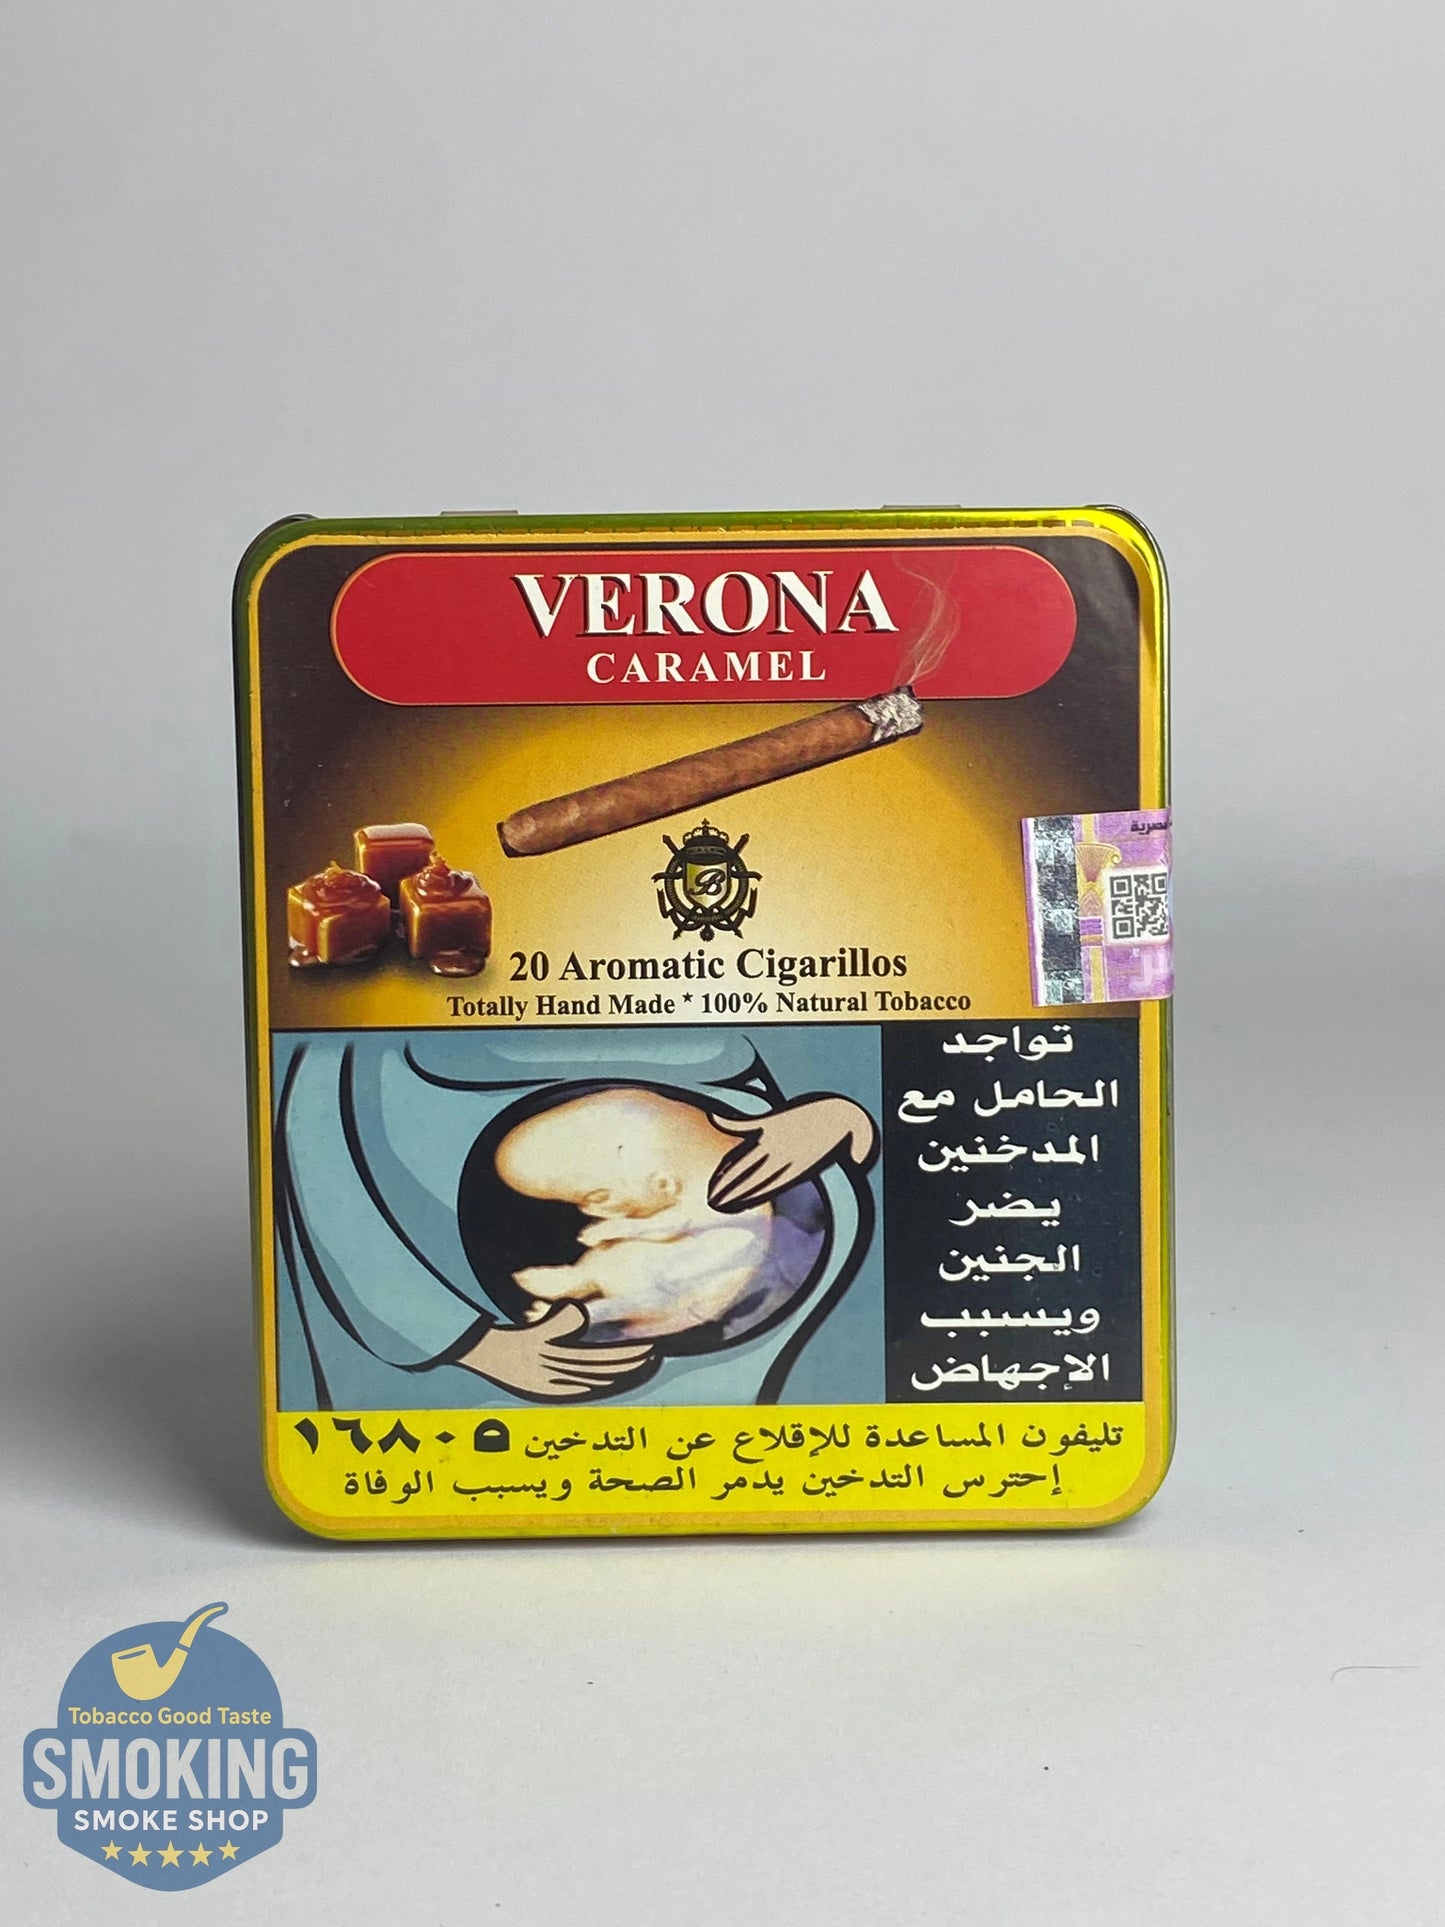 VERONA
CARAMEL
B
20 Aromatic Cigarillos
Totally Hand Made * 100% Natural Tobacco
تواجد
الحامل مع
المدخنين
يضر
الجنين
ويسبب
الإجهاض
تليفون المساعدة للإقلاع عن التدخين ١٦٨٠٥
إحترس التدخين يدمر الصحة ويسبب الوفاة
Tobacco Good Taste
SMOKING
SMOKE SHOP